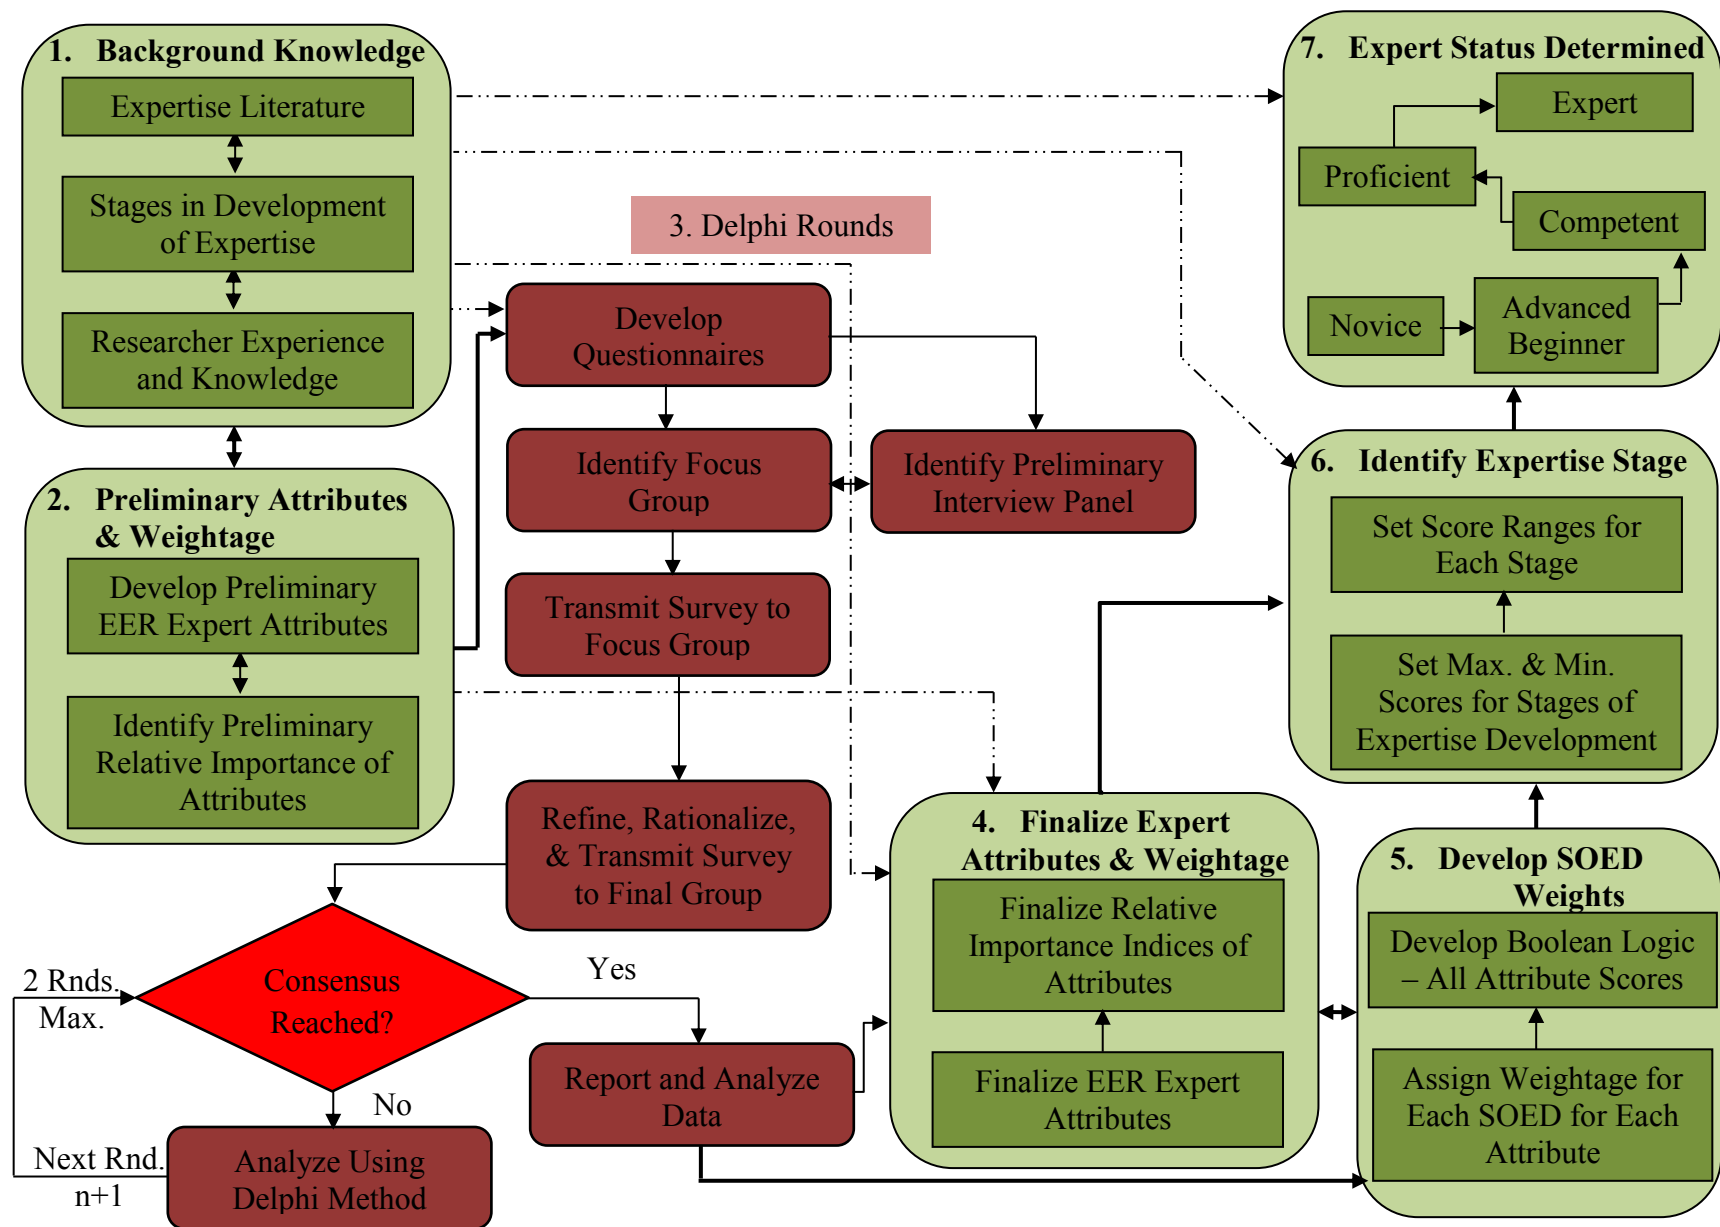 1. Background Knowledge
Expertise Literature
Stages in Development
of Expertise
Researcher Experience
and Knowledge
2. Preliminary Attributes
& Weightage
Develop Preliminary
EER Expert Attributes
Identify Preliminary
Relative Importance of
Attributes
3. Delphi Rounds
Develop
Questionnaires
Identify Focus
Group
Identify Preliminary
Interview Panel
Transmit Survey to
Focus Group
Refine, Rationalize,
& Transmit Survey
to Final Group
Consensus
Reached?
Yes
No
2 Rnds.
Max.
Next Rnd.
n+1
Analyze Using
Delphi Method
Report and Analyze
Data
4. Finalize Expert
Attributes & Weightage
Finalize Relative
Importance Indices of
Attributes
Finalize EER Expert
Attributes
5. Develop SOED
Weights
Develop Boolean Logic
– All Attribute Scores
Assign Weightage for
Each SOED for Each
Attribute
6. Identify Expertise Stage
Set Score Ranges for
Each Stage
Set Max. & Min.
Scores for Stages of
Expertise Development
7. Expert Status Determined
Expert
Proficient
Competent
Novice
Advanced
Beginner